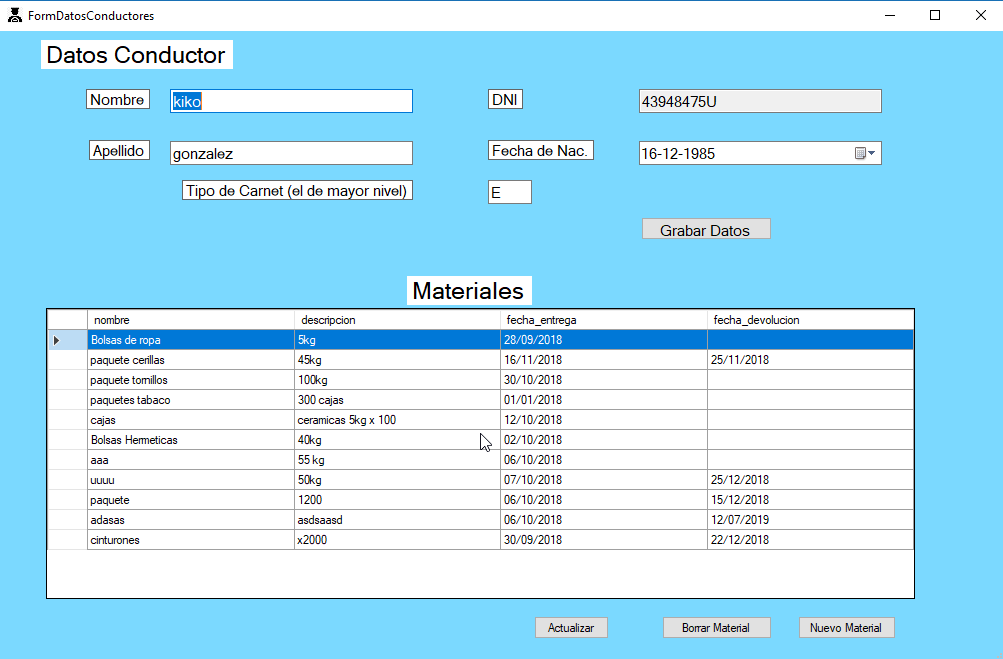 FormDatosConductores
Datos Conductor
Nombre kiko DNI 43948475U
Apellido gonzalez Fecha de Nac. 16-12-1985
Tipo de Carnet (el de mayor nivel) E
Grabar Datos
Materiales
nombre descripcion fecha_entrega fecha_devolucion
Bolsas de ropa 5kg 28/09/2018
paquete cerillas 45kg 16/11/2018 25/11/2018
paquete tornillos 100kg 30/10/2018
paquetes tabaco 300 cajas 01/01/2018
cajas ceramicas 5kg x 100 12/10/2018
Bolsas Hermeticas 40kg 02/10/2018
aaa 55 kg 06/10/2018
uuuu 50kg 07/10/2018 25/12/2018
paquete 1200 06/10/2018 15/12/2018
adasas asdsaasd 06/10/2018 12/07/2019
cinturones x2000 30/09/2018 22/12/2018
Actualizar Borrar Material Nuevo Material